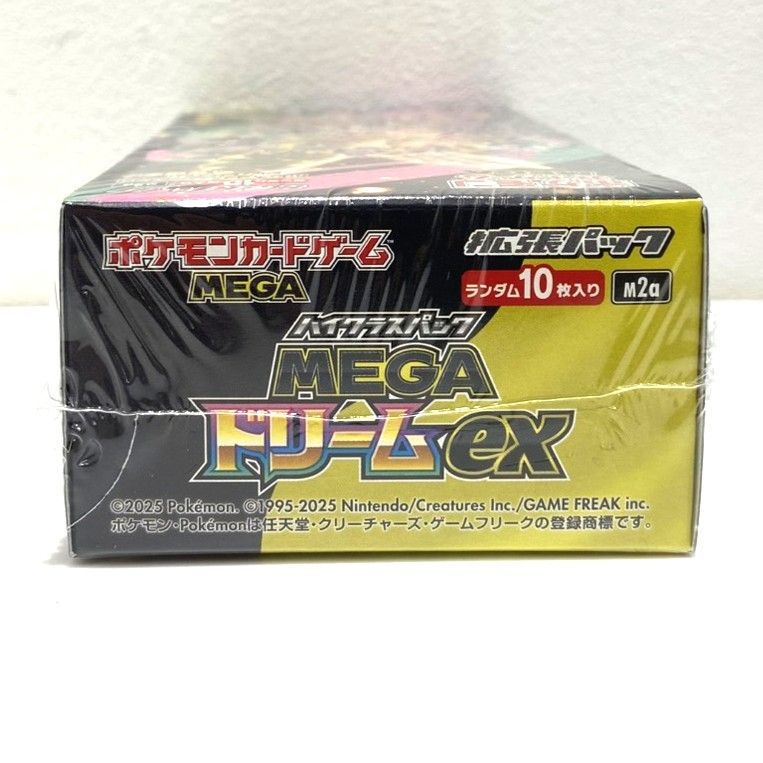 ポケモンカードゲーム
MEGA
拡張パック
ランダム10枚入り M2a
ハイクラスパック
MEGA
ドリームex
©2025 Pokémon. ©1995-2025 Nintendo/Creatures Inc./GAME FREAK inc.
ポケモン・Pokémonは任天堂・クリーチャーズ・ゲームフリークの登録商標です。